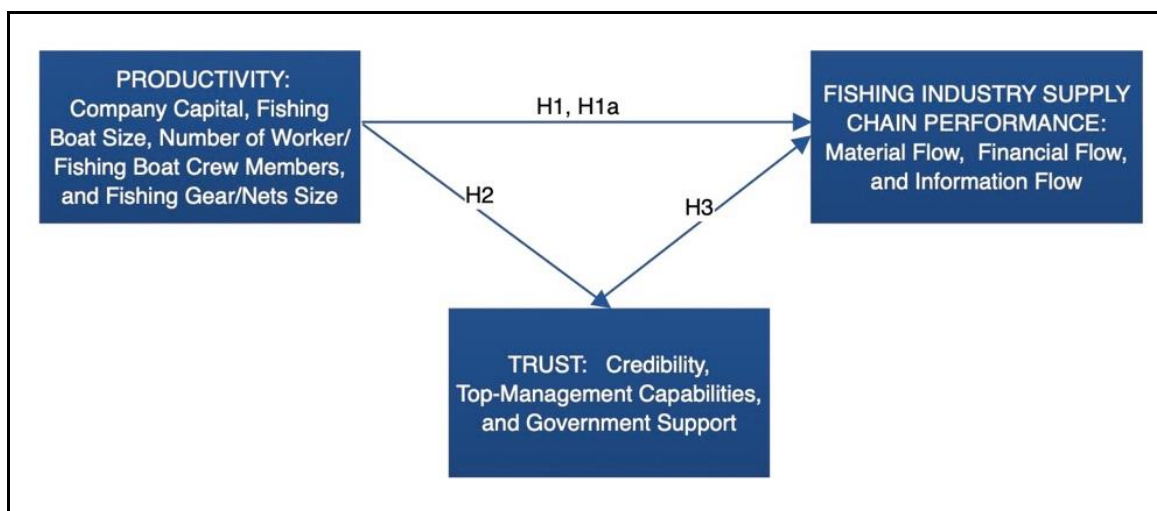 PRODUCTIVITY:
Company Capital, Fishing
Boat Size, Number of Worker/
Fishing Boat Crew Members,
and Fishing Gear/Nets Size
H1, H1a
FISHING INDUSTRY SUPPLY
CHAIN PERFORMANCE:
Material Flow, Financial Flow,
and Information Flow
H2
H3
TRUST: Credibility,
Top-Management Capabilities,
and Government Support